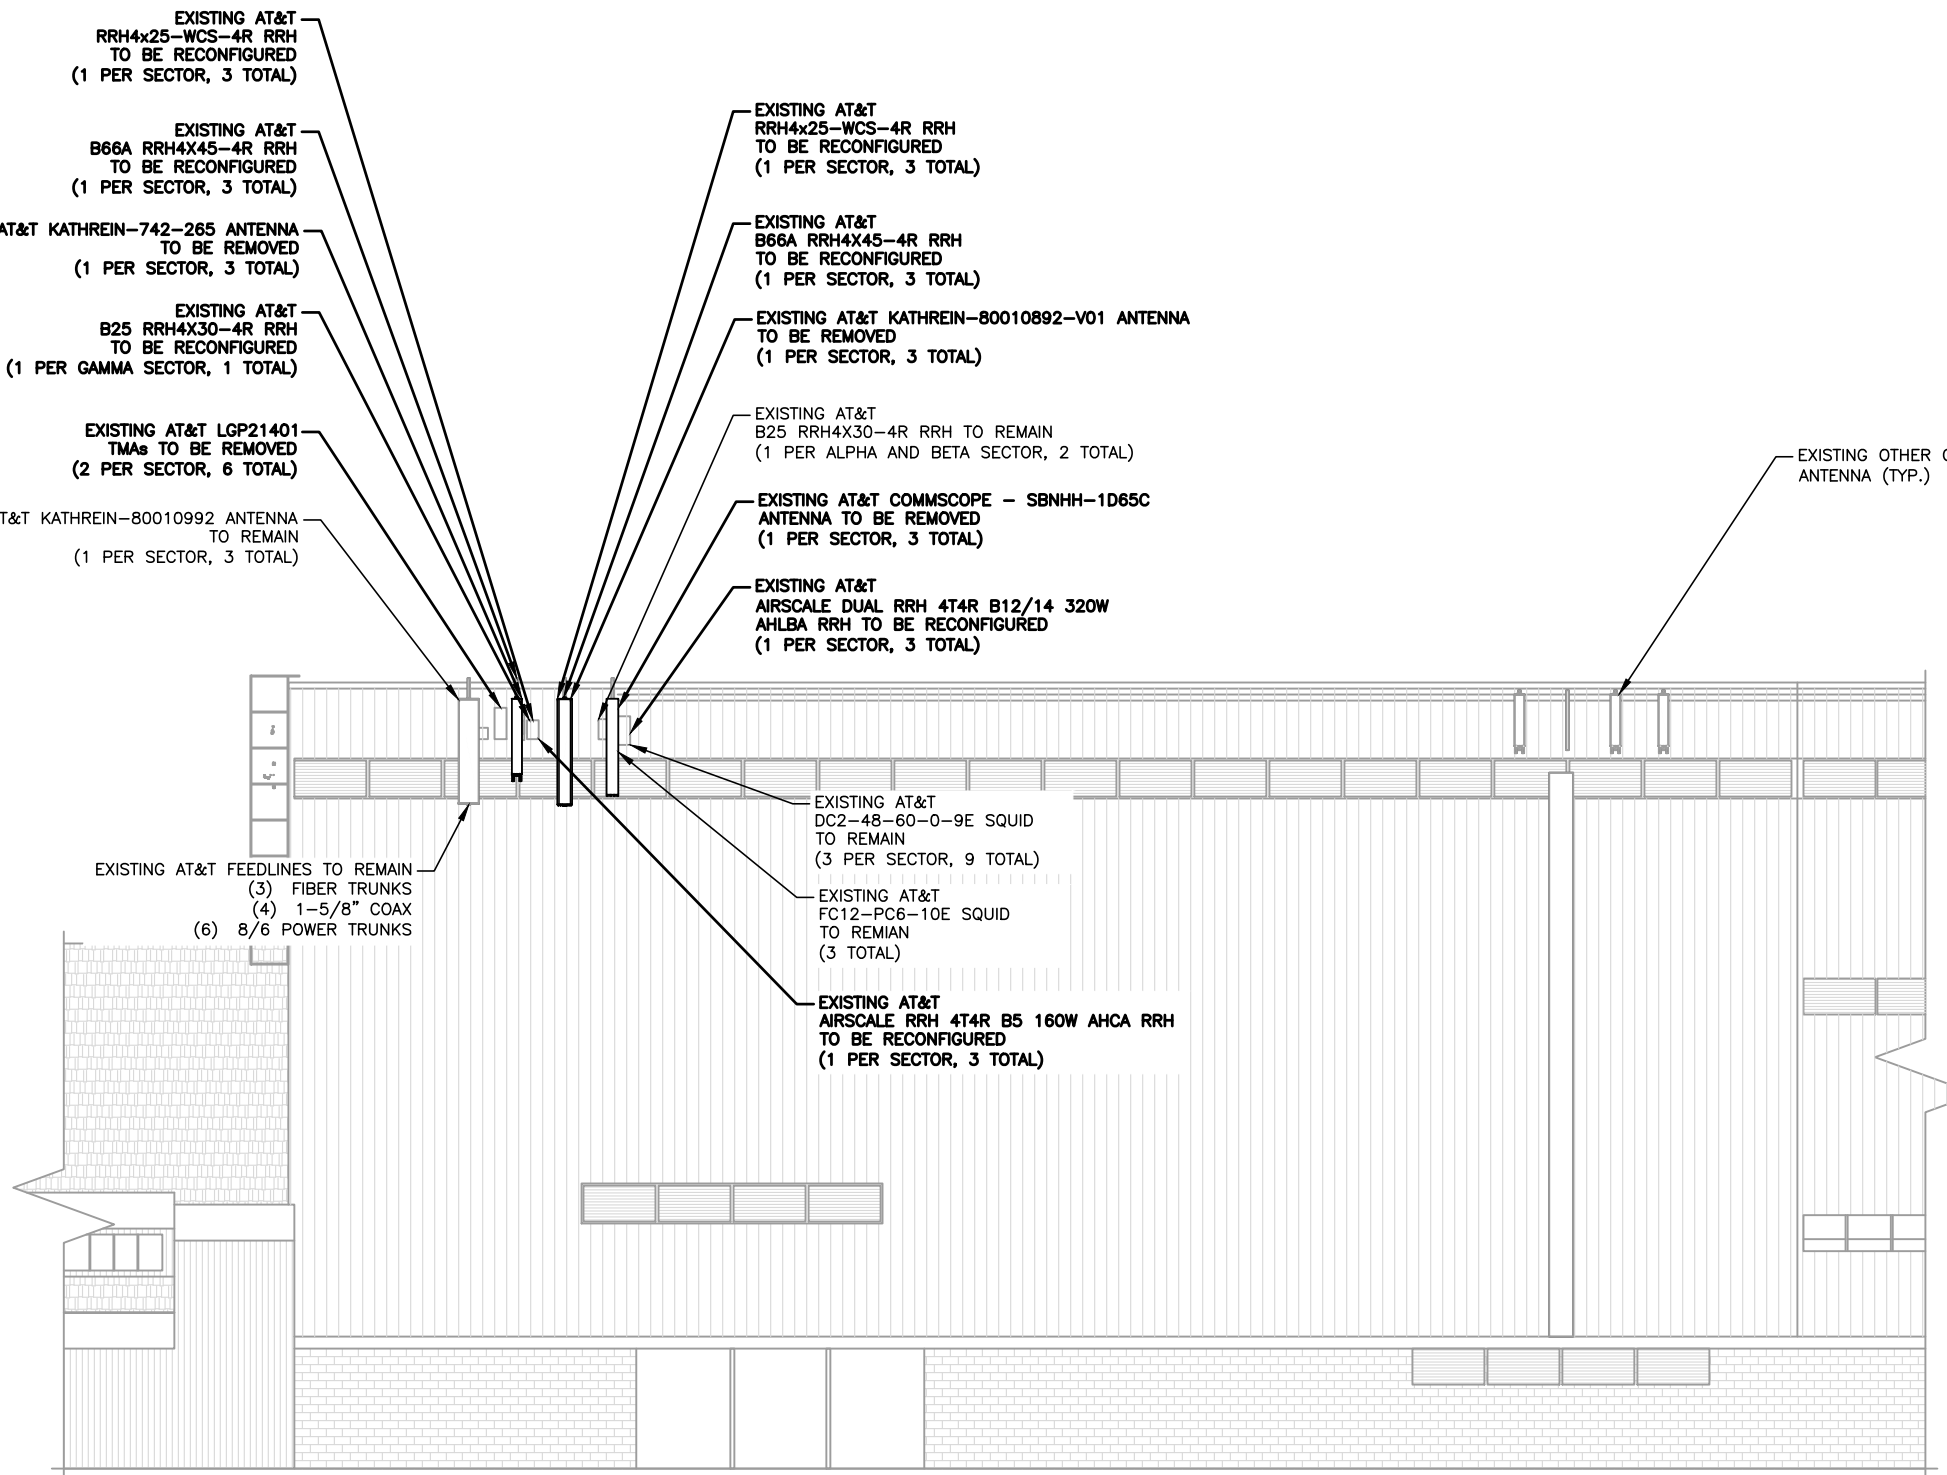 EXISTING AT&T
RRH4x25-WCS-4R RRH
TO BE RECONFIGURED
(1 PER SECTOR, 3 TOTAL)
EXISTING AT&T
B66A RRH4X45-4R RRH
TO BE RECONFIGURED
(1 PER SECTOR, 3 TOTAL)
AT&T KATHREIN-742-265 ANTENNA
TO BE REMOVED
(1 PER SECTOR, 3 TOTAL)
EXISTING AT&T
B25 RRH4X30-4R RRH
TO BE RECONFIGURED
(1 PER GAMMA SECTOR, 1 TOTAL)
EXISTING AT&T LGP21401
TMAs TO BE REMOVED
(2 PER SECTOR, 6 TOTAL)
T&T KATHREIN-80010992 ANTENNA
TO REMAIN
(1 PER SECTOR, 3 TOTAL)
EXISTING AT&T
RRH4x25-WCS-4R RRH
TO BE RECONFIGURED
(1 PER SECTOR, 3 TOTAL)
EXISTING AT&T
B66A RRH4X45-4R RRH
TO BE RECONFIGURED
(1 PER SECTOR, 3 TOTAL)
EXISTING AT&T KATHREIN-80010892-V01 ANTENNA
TO BE REMOVED
(1 PER SECTOR, 3 TOTAL)
EXISTING AT&T
B25 RRH4X30-4R RRH TO REMAIN
(1 PER ALPHA AND BETA SECTOR, 2 TOTAL)
EXISTING AT&T COMMSCOPE - SBNHH-1D65C
ANTENNA TO BE REMOVED
(1 PER SECTOR, 3 TOTAL)
EXISTING AT&T
AIRSCALE DUAL RRH 4T4R B12/14 320W
AHLBA RRH TO BE RECONFIGURED
(1 PER SECTOR, 3 TOTAL)
EXISTING OTHER
ANTENNA (TYP.)
EXISTING AT&T
DC2-48-60-0-9E SQUID
TO REMAIN
(3 PER SECTOR, 9 TOTAL)
EXISTING AT&T FEEDLINES TO REMAIN
(3) FIBER TRUNKS
(4) 1-5/8" COAX
(6) 8/6 POWER TRUNKS
EXISTING AT&T
FC12-PC6-10E SQUID
TO REMIAN
(3 TOTAL)
EXISTING AT&T
AIRSCALE RRH 4T4R B5 160W AHCA RRH
TO BE RECONFIGURED
(1 PER SECTOR, 3 TOTAL)